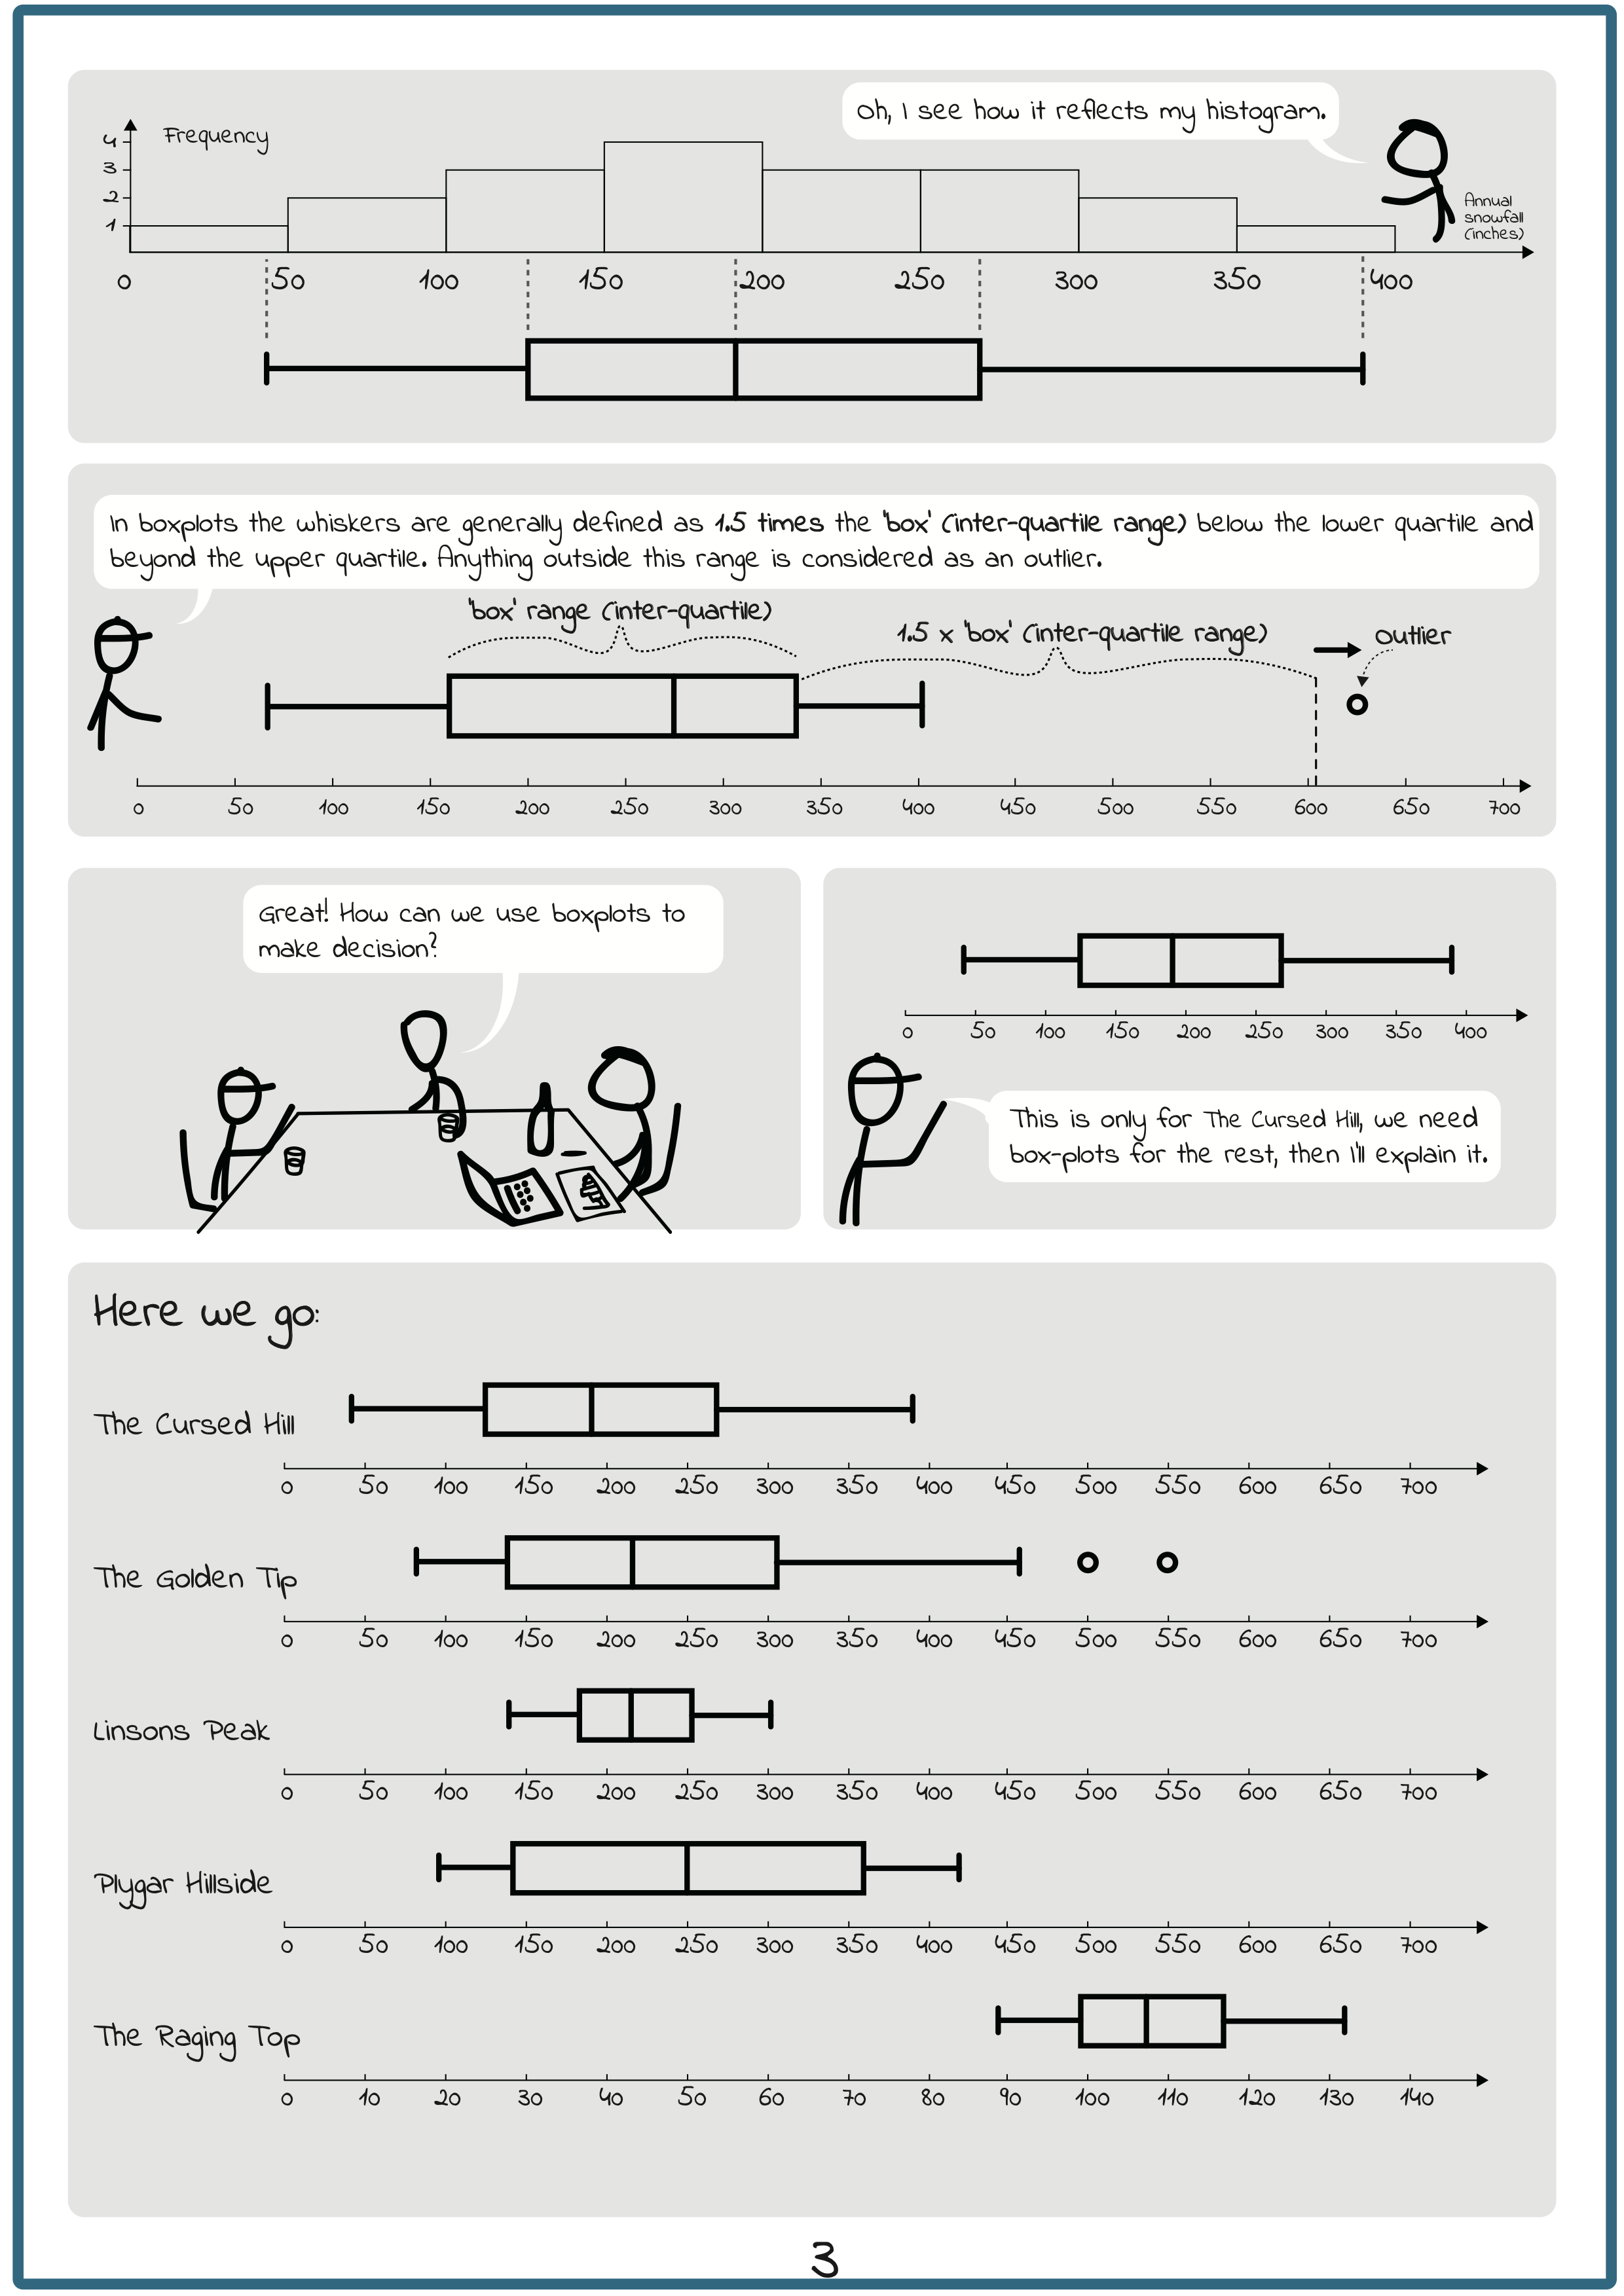 Oh, I see how it reflects my histogram.
Frequency
4
3
2
1
Annual
snowfall
(inches)
0 50 100 150 200 250 300 350 400
In boxplots the whiskers are generally defined as 1.5 times the 'box' (inter-quartile range) below the lower quartile and
beyond the upper quartile. Anything outside this range is considered as an outlier.
'box' range (inter-quartile)
1.5 x 'box' (inter-quartile range)
outlier
0 50 100 150 200 250 300 350 400 450 500 550 600 650 700
Great! How can we use boxplots to
make decision?
0 50 100 150 200 250 300 350 400
This is only for The Cursed Hill, we need
box-plots for the rest, then I'll explain it.
Here we go:
The Cursed Hill
0 50 100 150 200 250 300 350 400 450 500 550 600 650 700
The Golden Tip
0 50 100 150 200 250 300 350 400 450 500 550 600 650 700
Linsons Peak
0 50 100 150 200 250 300 350 400 450 500 550 600 650 700
Plygar Hillside
0 50 100 150 200 250 300 350 400 450 500 550 600 650 700
The Raging Top
0 10 20 30 40 50 60 70 80 90 100 110 120 130 140
3